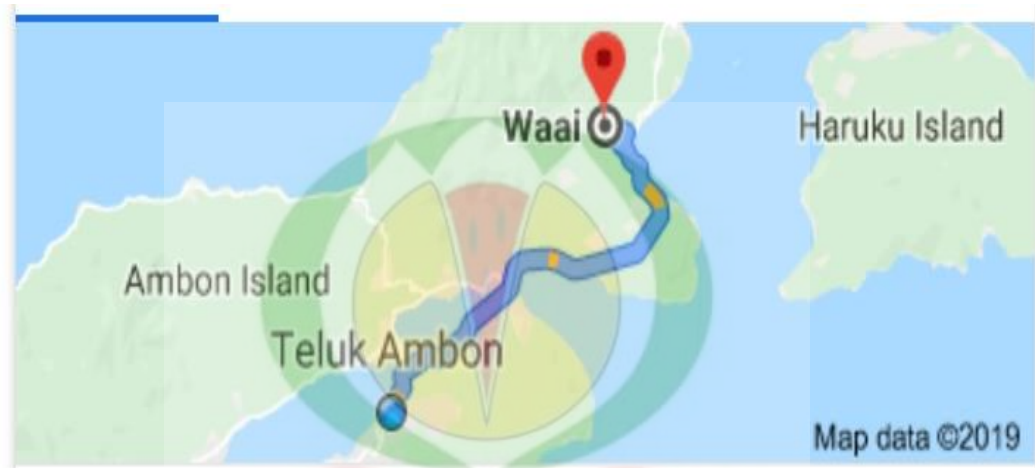 Waai
Haruku Island
Ambon Island
Teluk Ambon
Map data ©2019